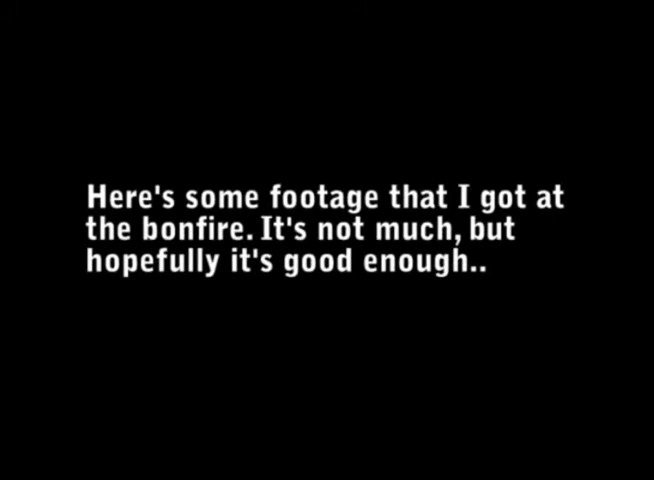 Here's some footage that I got at
the bonfire. It's not much, but
hopefully it's good enough..